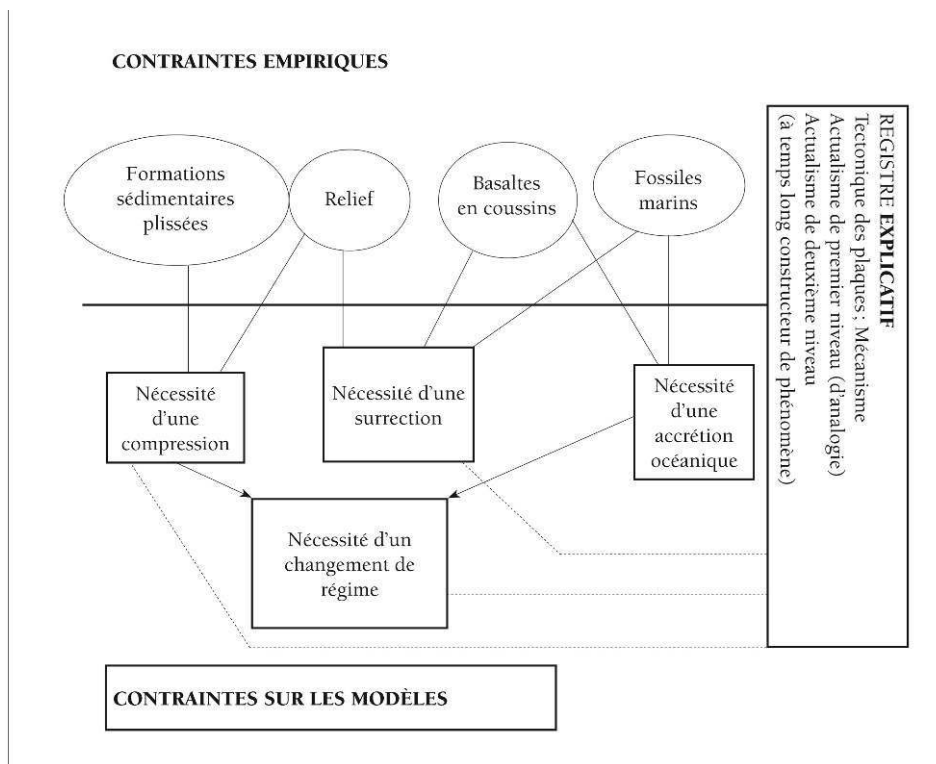 CONTRAINTES EMPIRIQUES
Formations
sédimentaires
plissées
Relief
Basaltes
en coussins
Fossiles
marins
REGISTRE EXPLICATIF
Tectonique des plaques ; Mécanisme
Actualisme de premier niveau (d'analogie)
Actualisme de deuxième niveau
(à temps long constructeur de phénomène)
Nécessité
d'une
compression
Nécessité d'une
surrection
Nécessité
d'une
accrétion
océanique
Nécessité d'un
changement de
régime
CONTRAINTES SUR LES MODÈLES